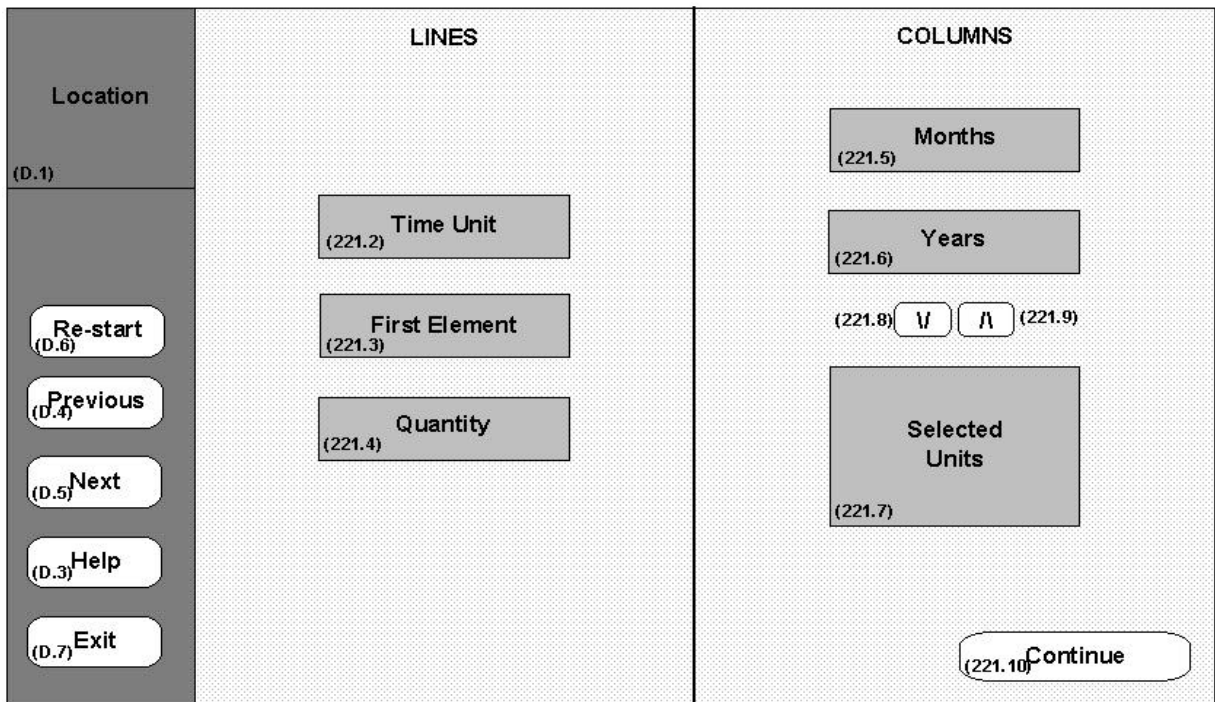 Location
(D.1)
Re-start
(D.6)
Previous
(D.4)
Next
(D.5)
Help
(D.3)
Exit
(D.7)
LINES
Time Unit
(221.2)
First Element
(221.3)
Quantity
(221.4)
COLUMNS
Months
(221.5)
Years
(221.6)
(221.8) \/ /\ (221.9)
Selected
Units
(221.7)
Continue
(221.10)